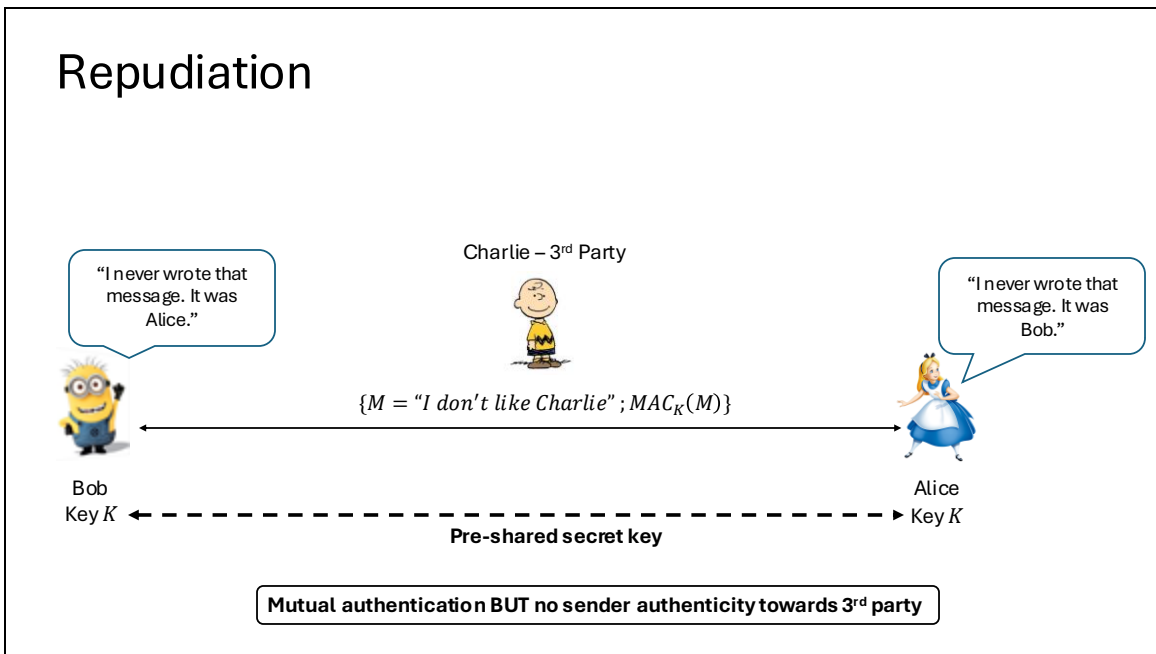 Repudiation
Charlie – 3rd Party
“I never wrote that
message. It was
Alice.”
“I never wrote that
message. It was
Bob.”
{M = “I don't like Charlie” ; MAC_K(M)}
Bob
Key K
Alice
Key K
Pre-shared secret key
Mutual authentication BUT no sender authenticity towards 3rd party